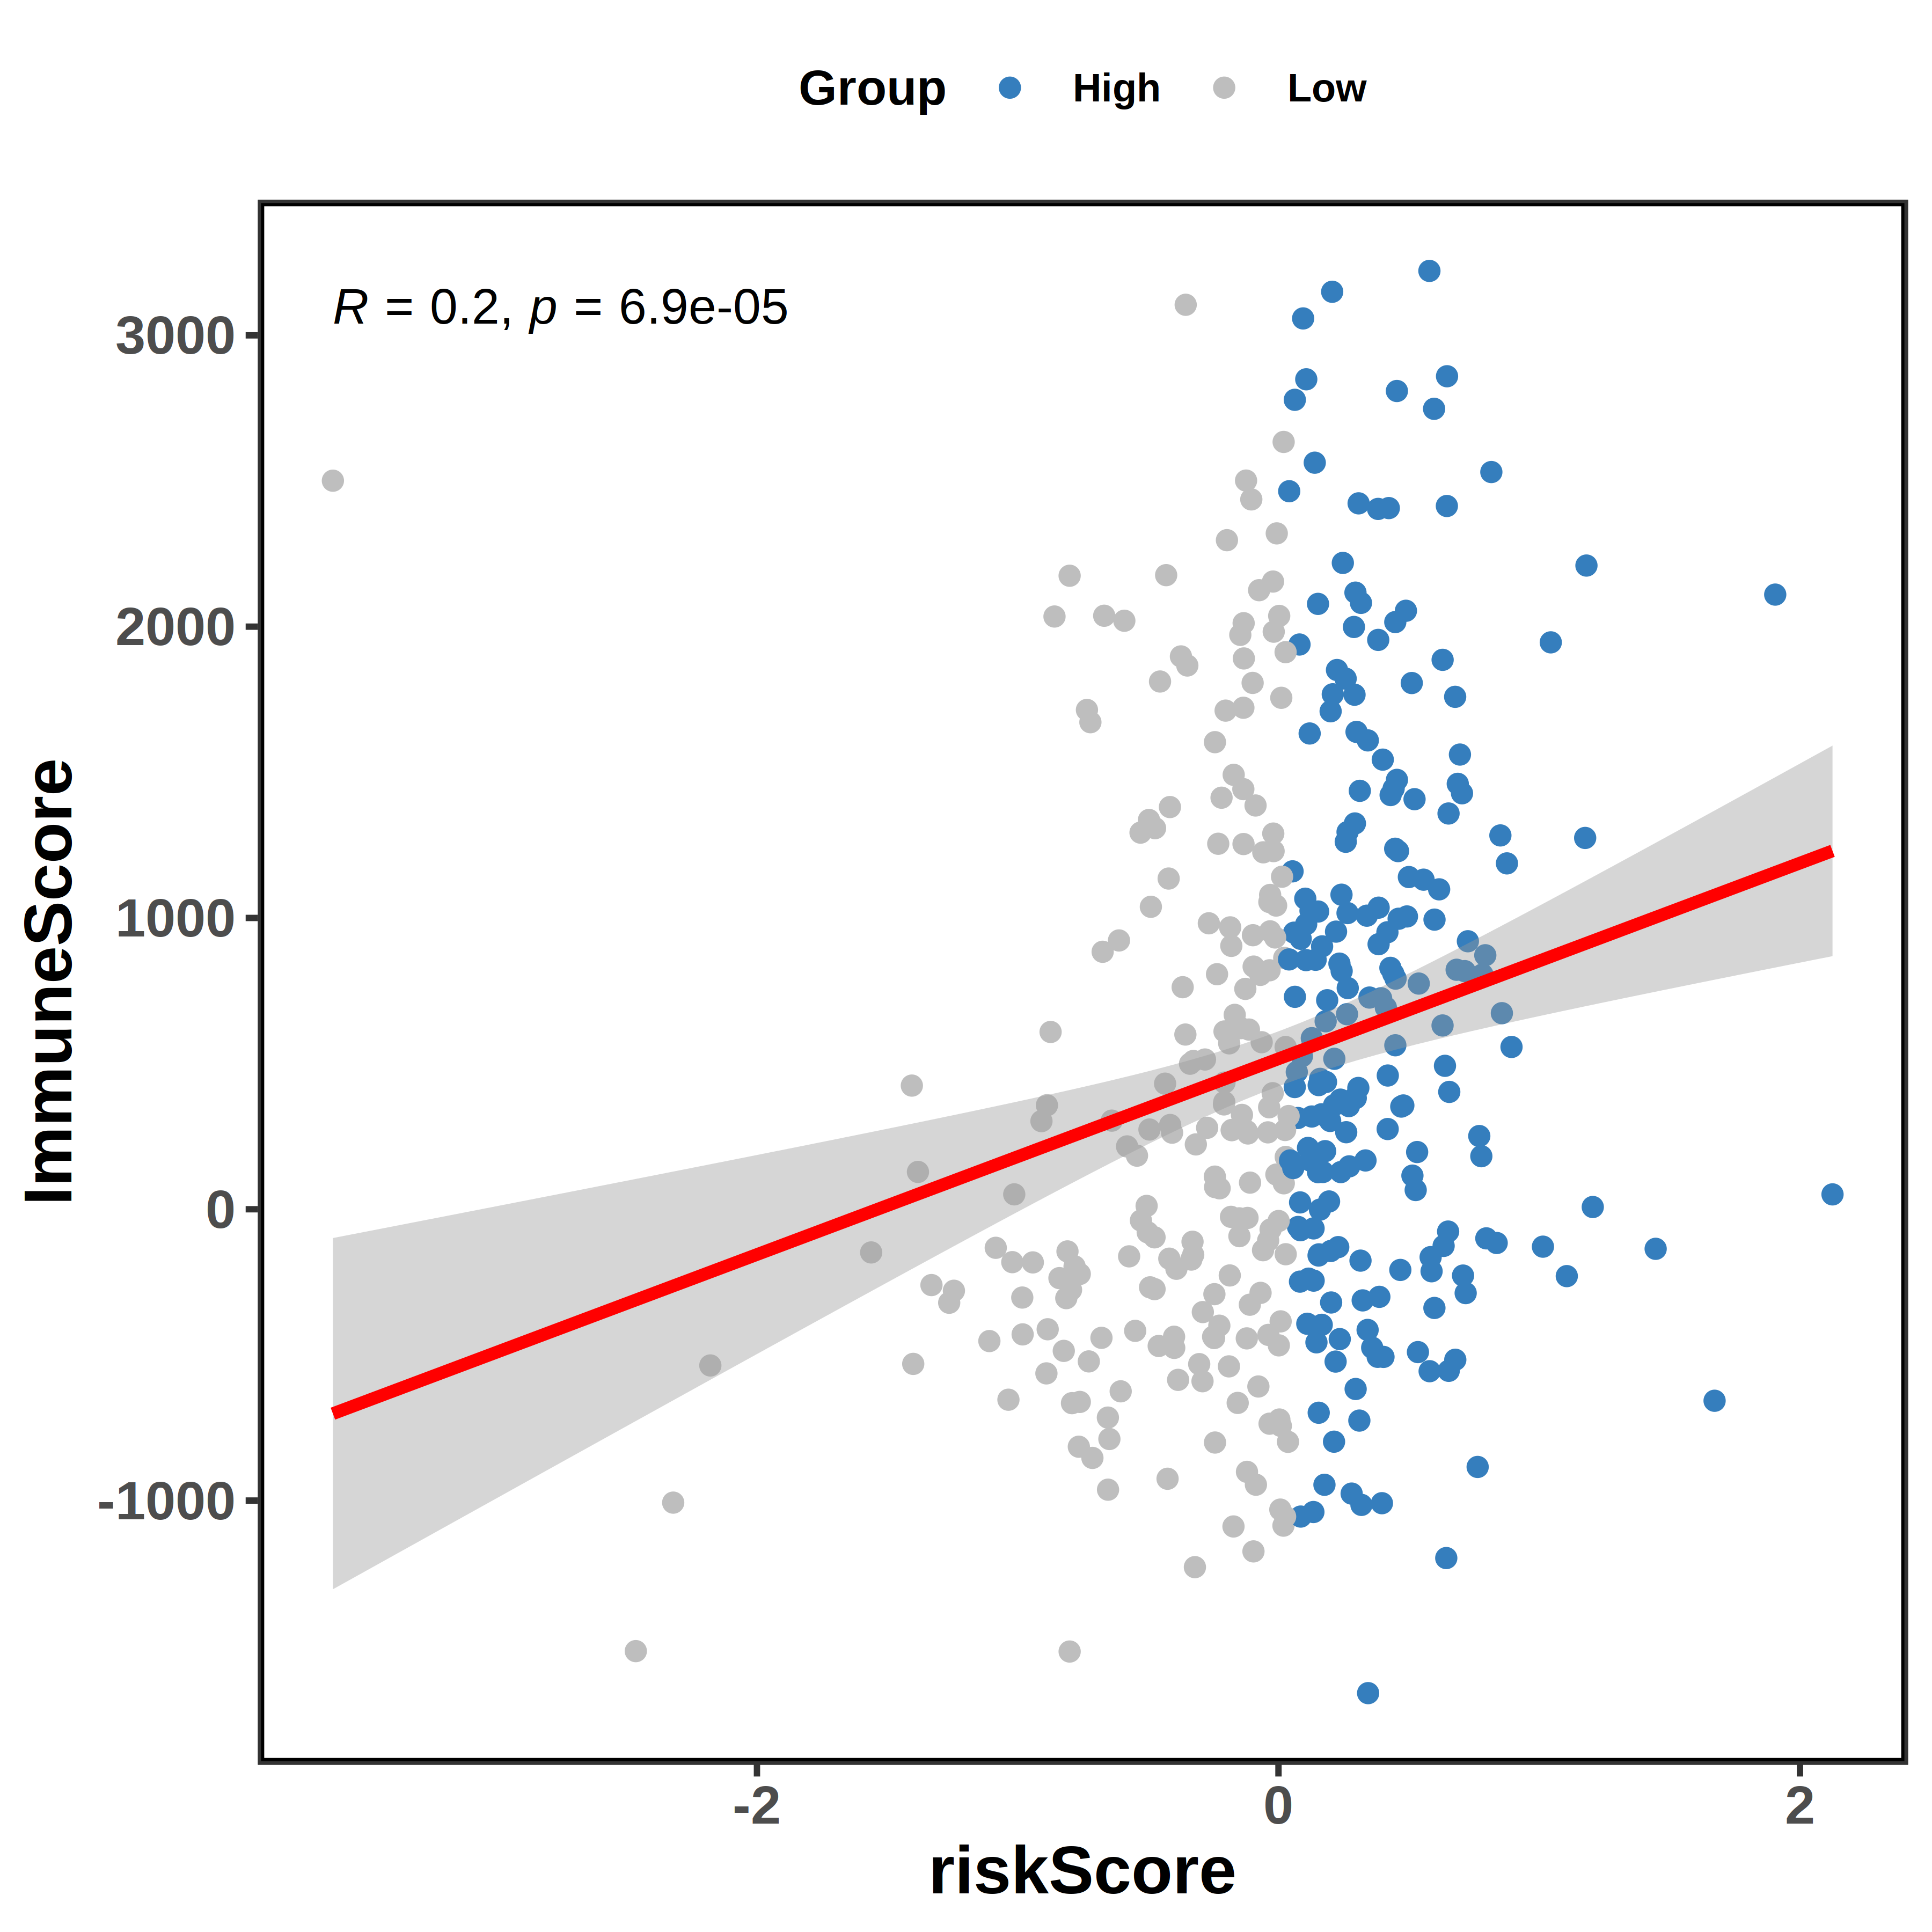 Group High Low
R = 0.2, p = 6.9e-05
3000
2000
1000
0
-1000
ImmuneScore
-2 0 2
riskScore